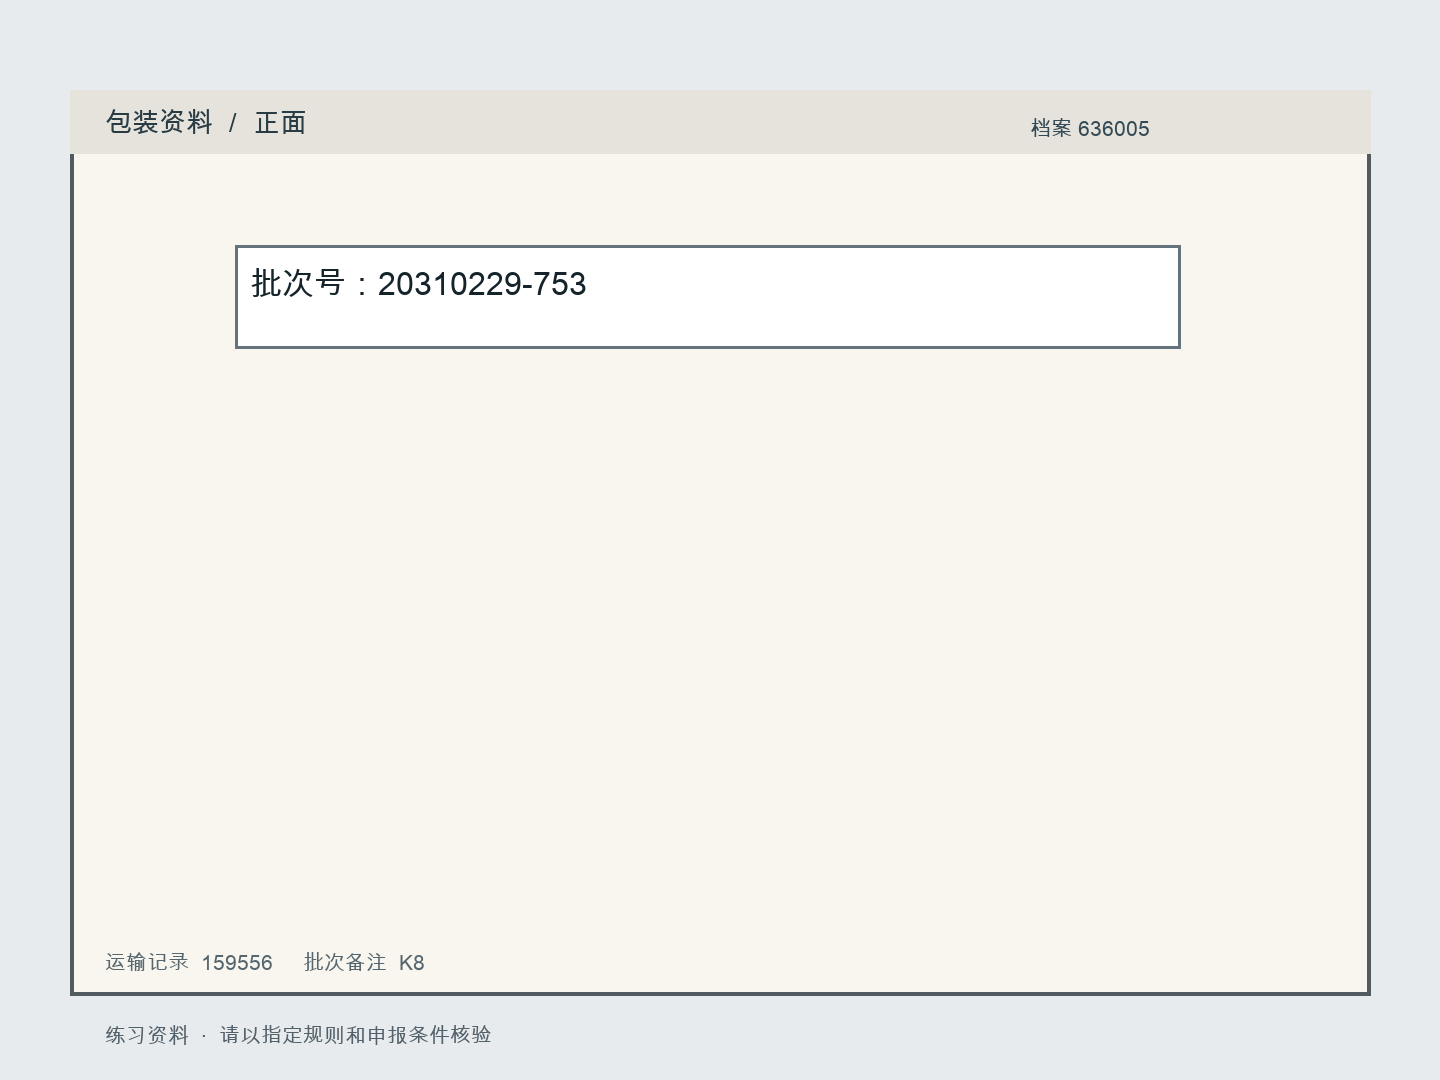 包装资料 / 正面
档案 636005
批次号：20310229-753
运输记录 159556 批次备注 K8
练习资料 · 请以指定规则和申报条件核验